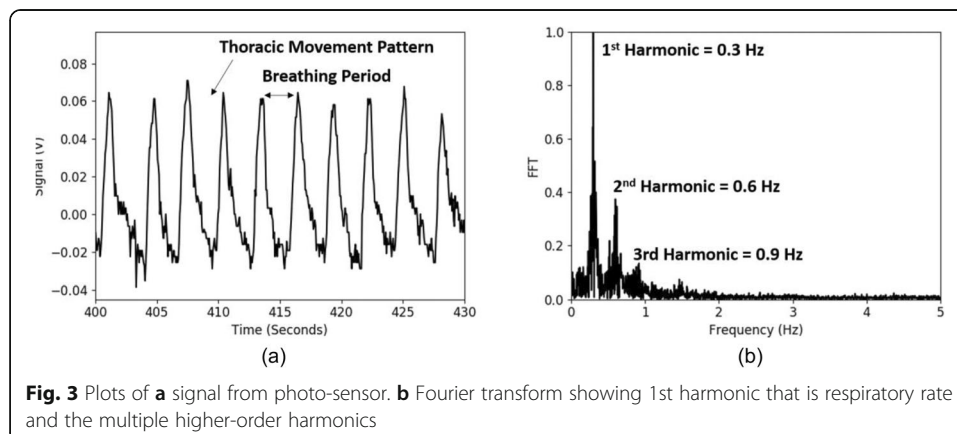 Thoracic Movement Pattern
Breathing Period
0.08
0.06
0.04
0.02
0.00
−0.02
−0.04
Signal (V)
400 405 410 415 420 425 430
Time (Seconds)
(a)
1st Harmonic = 0.3 Hz
2nd Harmonic = 0.6 Hz
3rd Harmonic = 0.9 Hz
1.0
0.8
0.6
0.4
0.2
0.0
FFT
0 1 2 3 4 5
Frequency (Hz)
(b)
Fig. 3 Plots of a signal from photo-sensor. b Fourier transform showing 1st harmonic that is respiratory rate
and the multiple higher-order harmonics